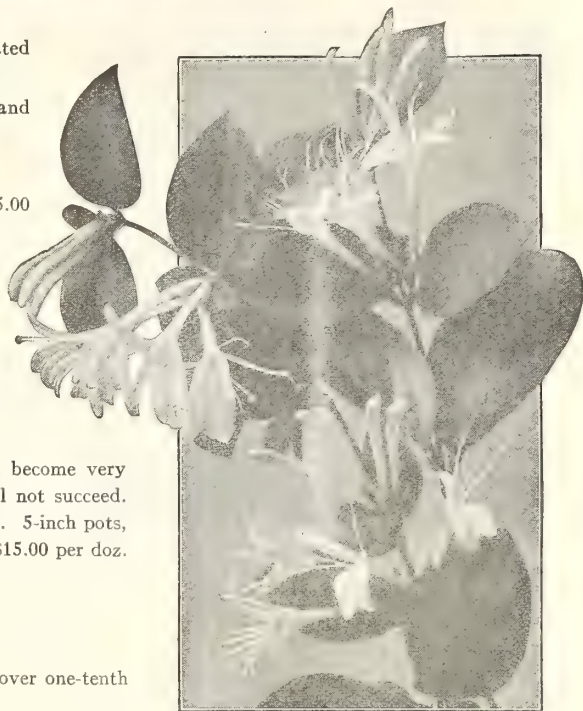 ted
and
5.00
become very
not succeed.
5-inch pots,
15.00 per doz.
over one-tenth